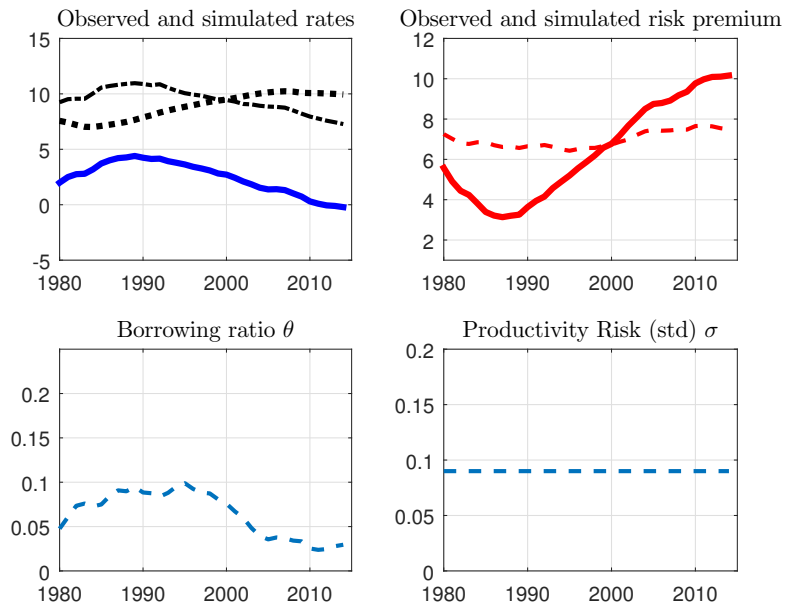 Observed and simulated rates
15
10
5
0
-5
1980 1990 2000 2010
Observed and simulated risk premium
12
10
8
6
4
2
1980 1990 2000 2010
Borrowing ratio θ
0.2
0.15
0.1
0.05
0
1980 1990 2000 2010
Productivity Risk (std) σ
0.2
0.15
0.1
0.05
0
1980 1990 2000 2010